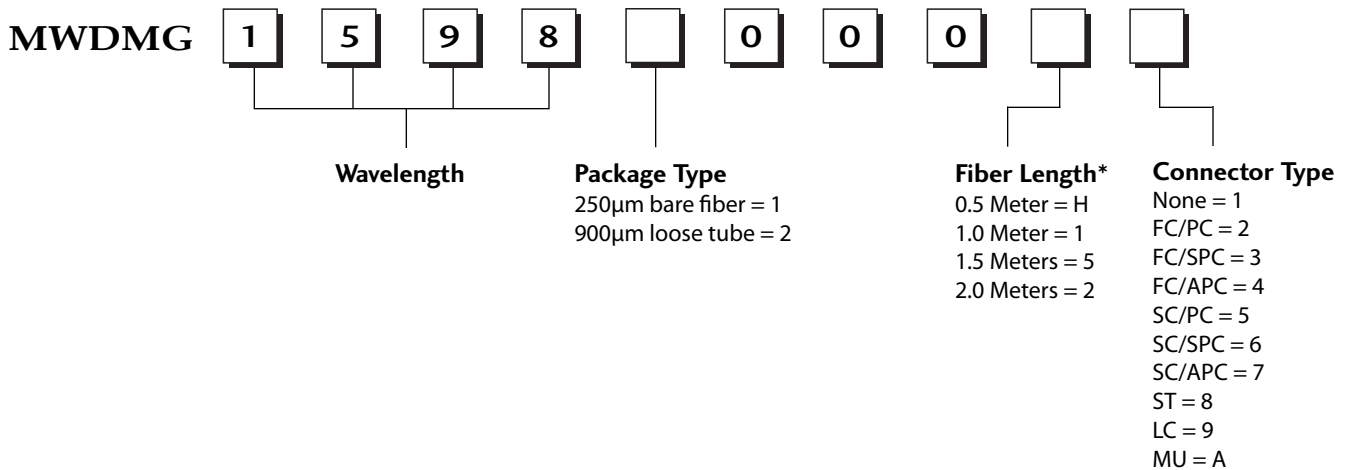 MWDMG 1 5 9 8 0 0 0
Wavelength
Package Type
250µm bare fiber = 1
900µm loose tube = 2
Fiber Length*
0.5 Meter = H
1.0 Meter = 1
1.5 Meters = 5
2.0 Meters = 2
Connector Type
None = 1
FC/PC = 2
FC/SPC = 3
FC/APC = 4
SC/PC = 5
SC/SPC = 6
SC/APC = 7
ST = 8
LC = 9
MU = A